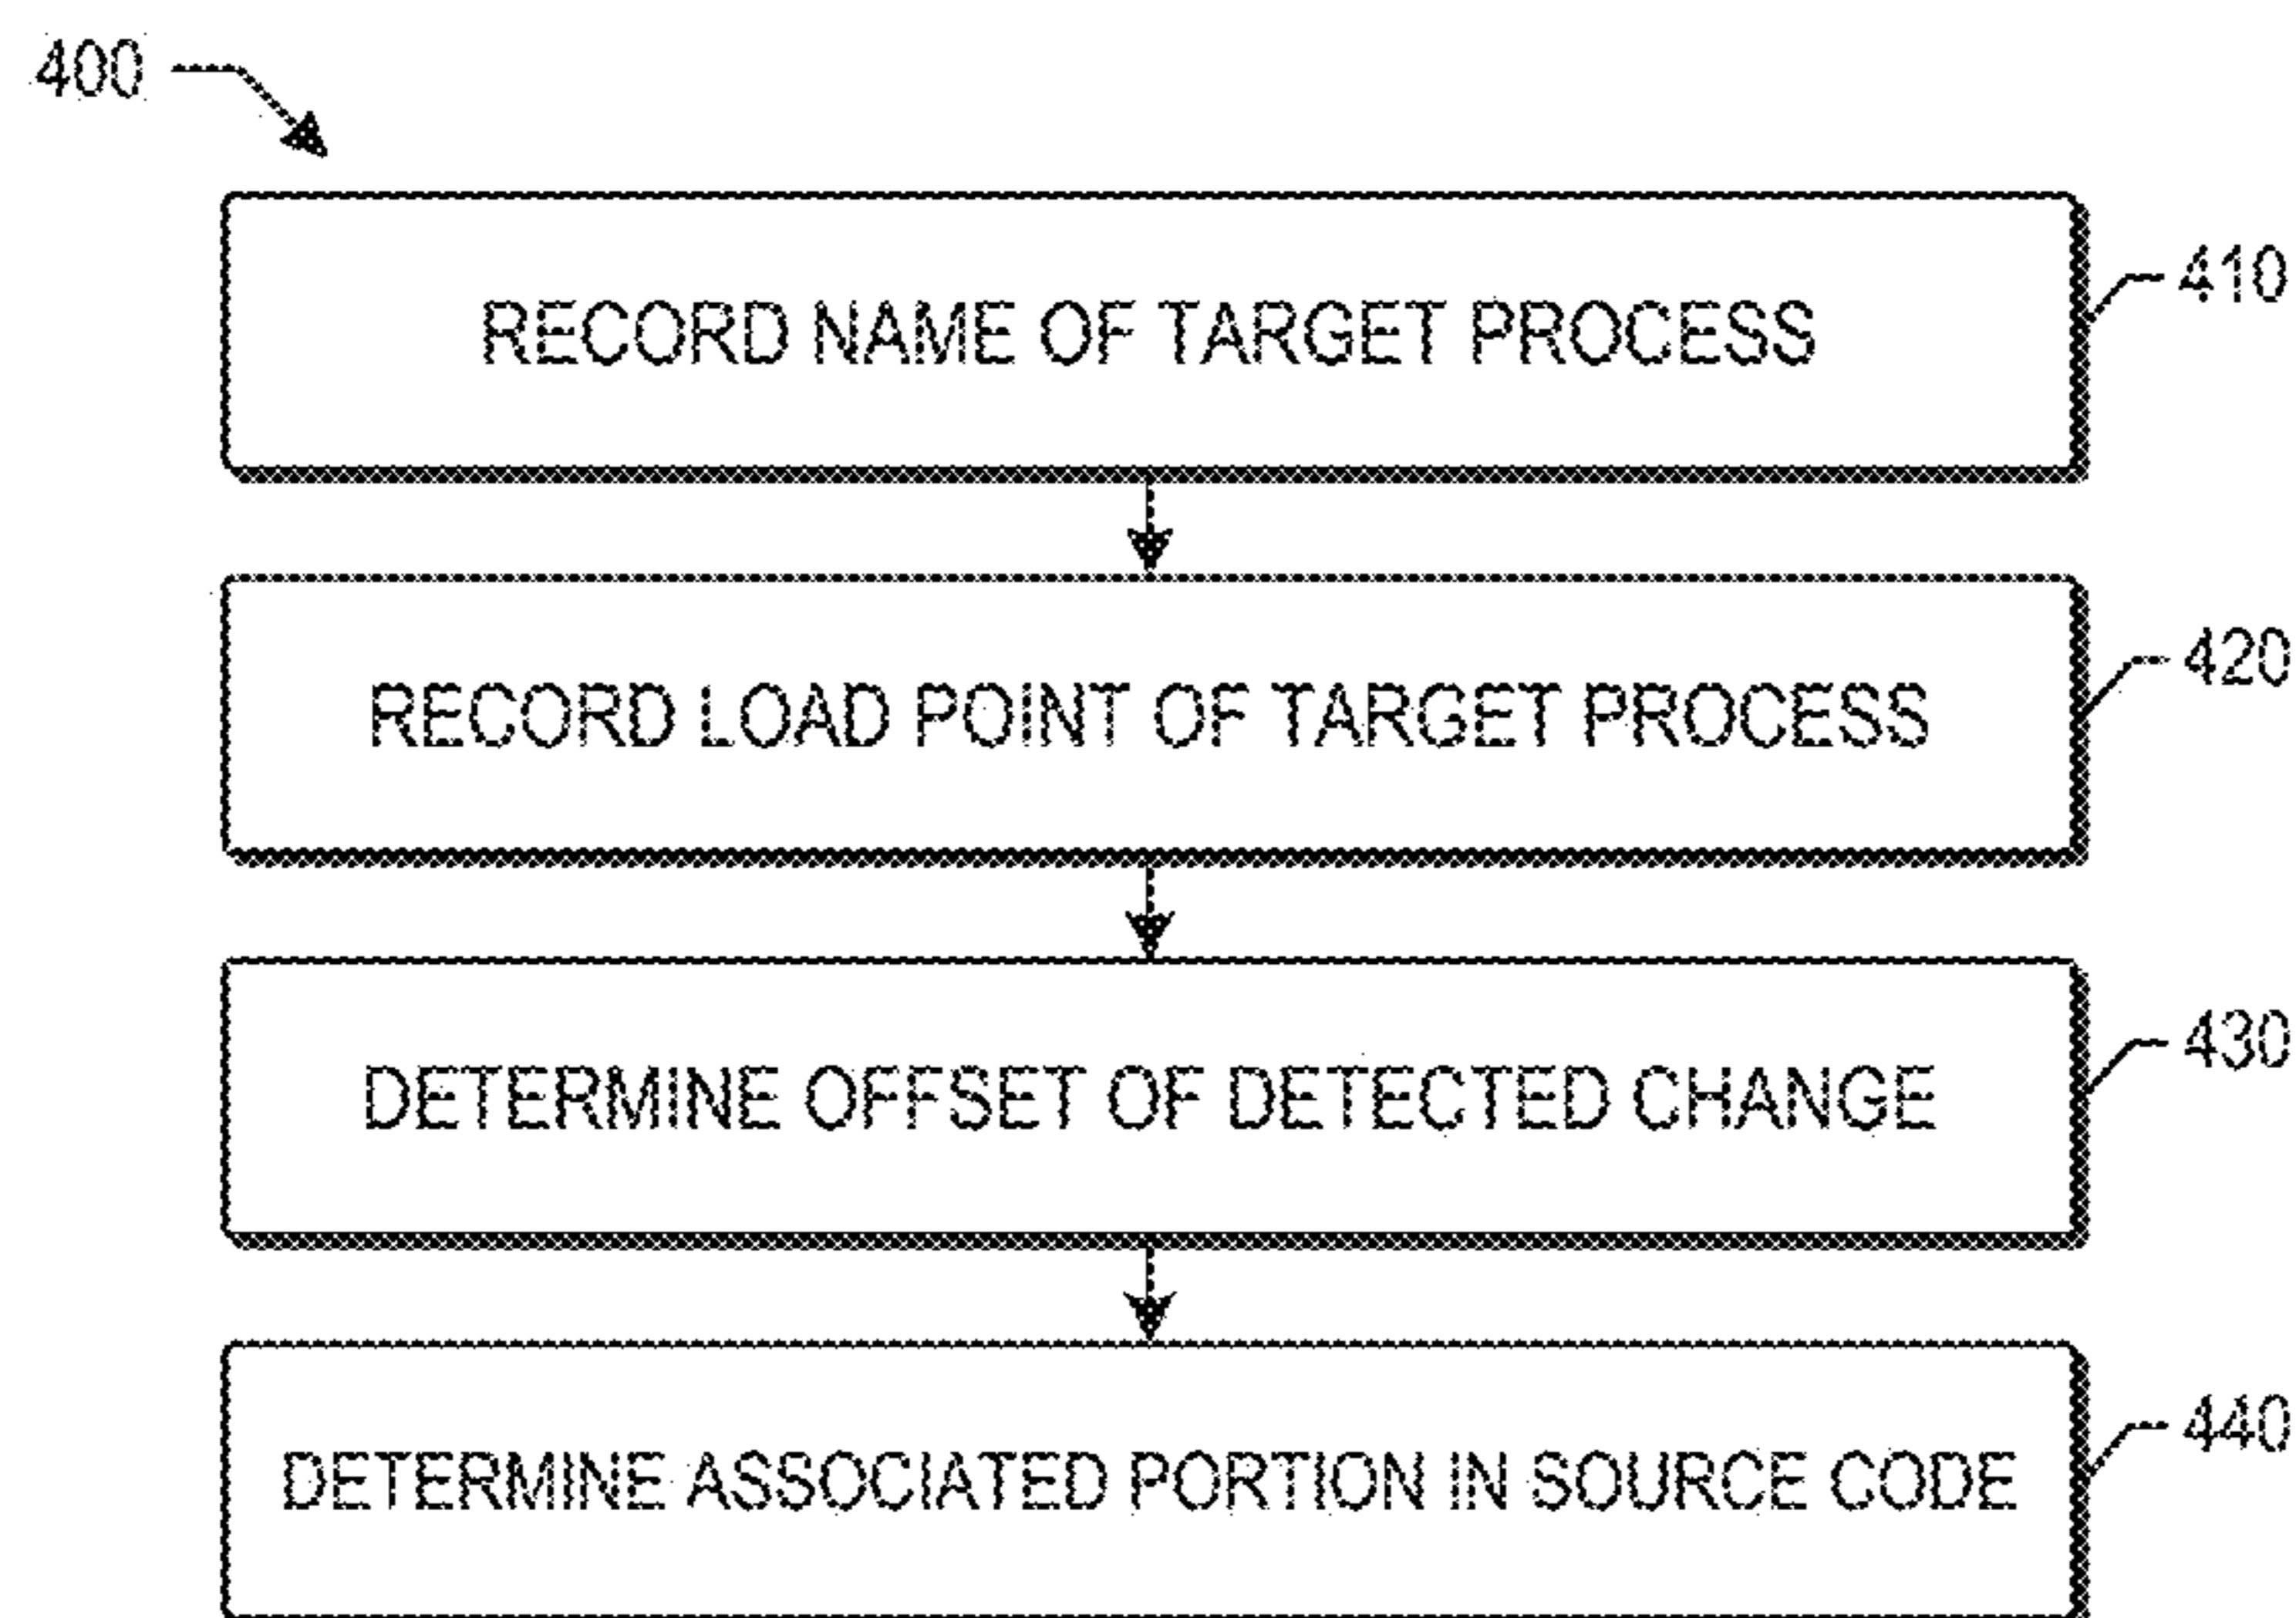 400
RECORD NAME OF TARGET PROCESS
410
RECORD LOAD POINT OF TARGET PROCESS
420
DETERMINE OFFSET OF DETECTED CHANGE
430
DETERMINE ASSOCIATED PORTION IN SOURCE CODE
440